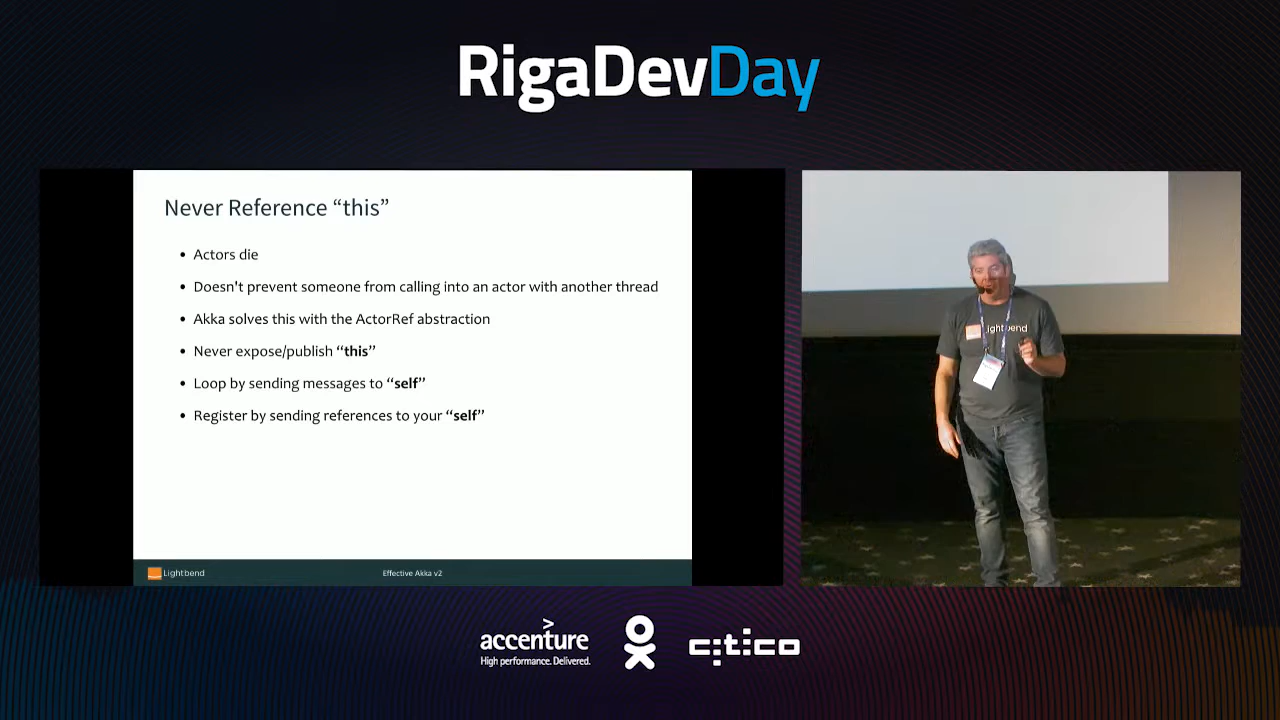 RigaDevDay
Never Reference “this”
• Actors die
• Doesn't prevent someone from calling into an actor with another thread
• Akka solves this with the ActorRef abstraction
• Never expose/publish “this”
• Loop by sending messages to “self”
• Register by sending references to your “self”
Lightbend
Effective Akka v2
lightbend
>
accenture
High performance. Delivered.
citico